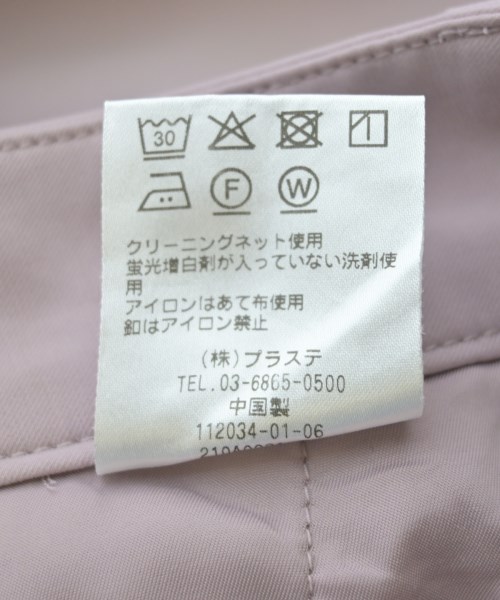 30
F W
クリーニングネット使用
蛍光増白剤が入っていない洗剤使
用
アイロンはあて布使用
釦はアイロン禁止
(株)プラステ
TEL.03-6865-0500
中国製
112034-01-06